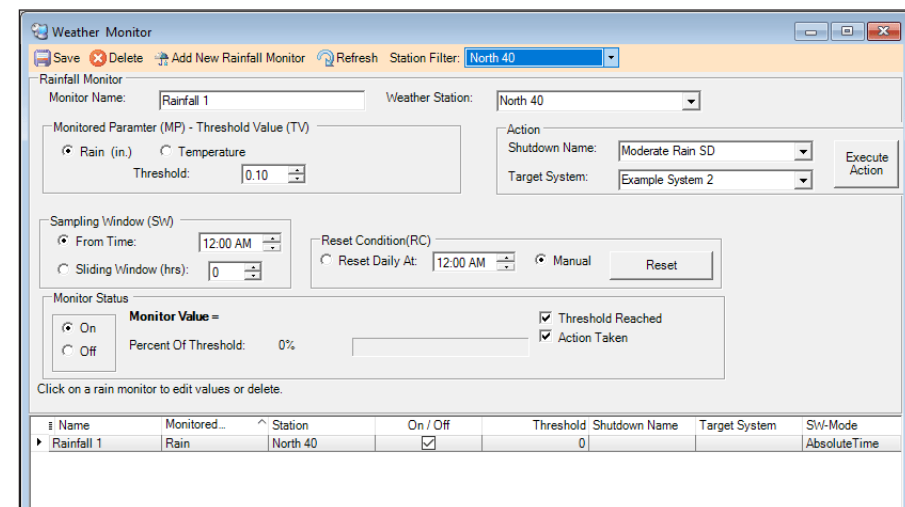 Weather Monitor
Save Delete Add New Rainfall Monitor Refresh Station Filter: North 40
Rainfall Monitor
Monitor Name: Rainfall 1 Weather Station: North 40
Monitored Paramter (MP) - Threshold Value (TV)
Rain (in.) Temperature
Threshold: 0.10
Action
Shutdown Name: Moderate Rain SD
Target System: Example System 2
Execute
Action
Sampling Window (SW)
From Time: 12:00 AM
Sliding Window (hrs): 0
Reset Condition(RC)
Reset Daily At: 12:00 AM Manual Reset
Monitor Status
On
Off
Monitor Value =
Percent Of Threshold: 0%
Threshold Reached
Action Taken
Click on a rain monitor to edit values or delete.
Name Monitored... Station On / Off Threshold Shutdown Name Target System SW-Mode
Rainfall 1 Rain North 40 0 AbsoluteTime